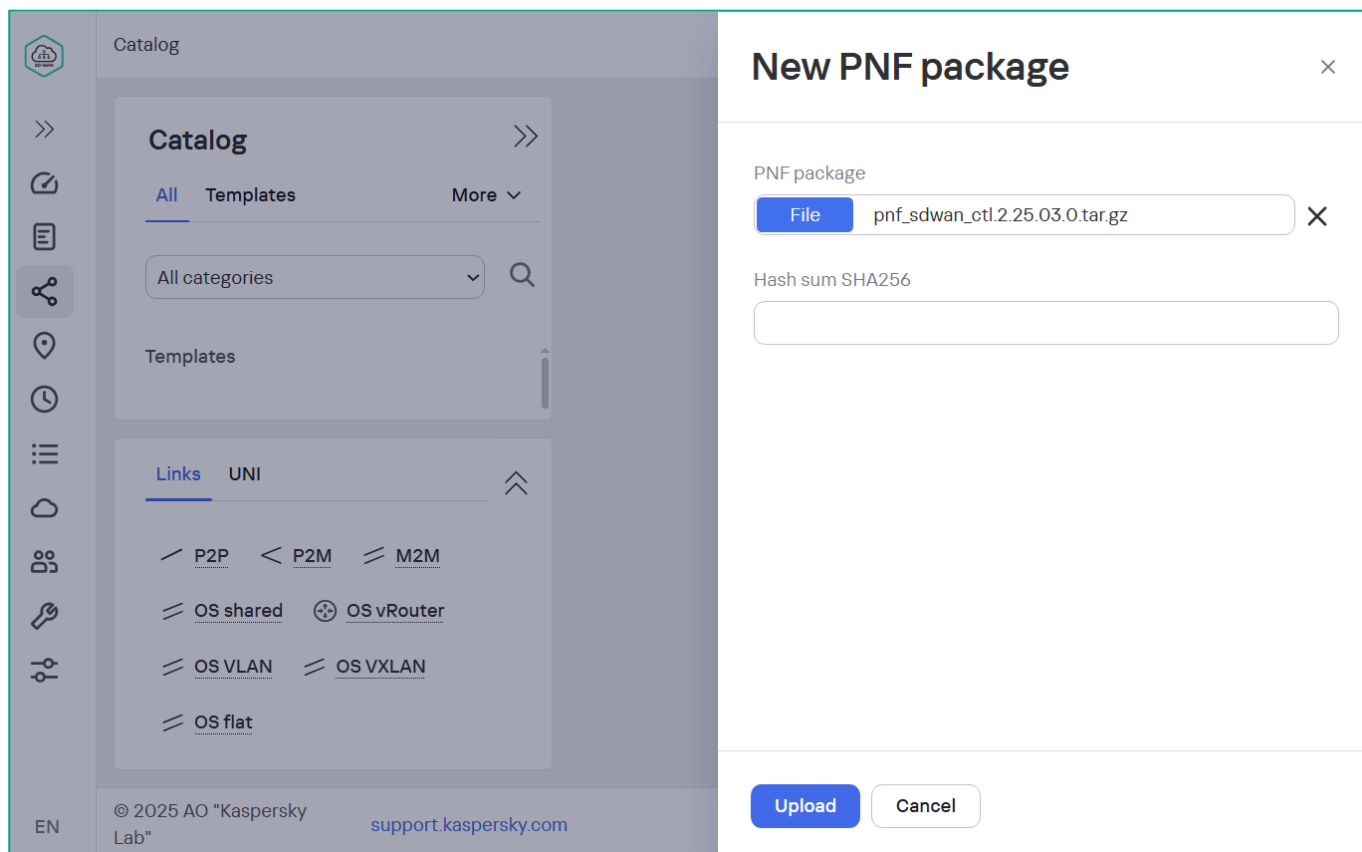 SD-WAN
Catalog
Catalog
All Templates More
All categories
Templates
Links UNI
P2P P2M M2M
OS shared OS vRouter
OS VLAN OS VXLAN
OS flat
EN
© 2025 AO "Kaspersky
Lab"
support.kaspersky.com
New PNF package
PNF package
File pnf_sdwan_ctl.2.25.03.0.tar.gz
Hash sum SHA256
Upload Cancel